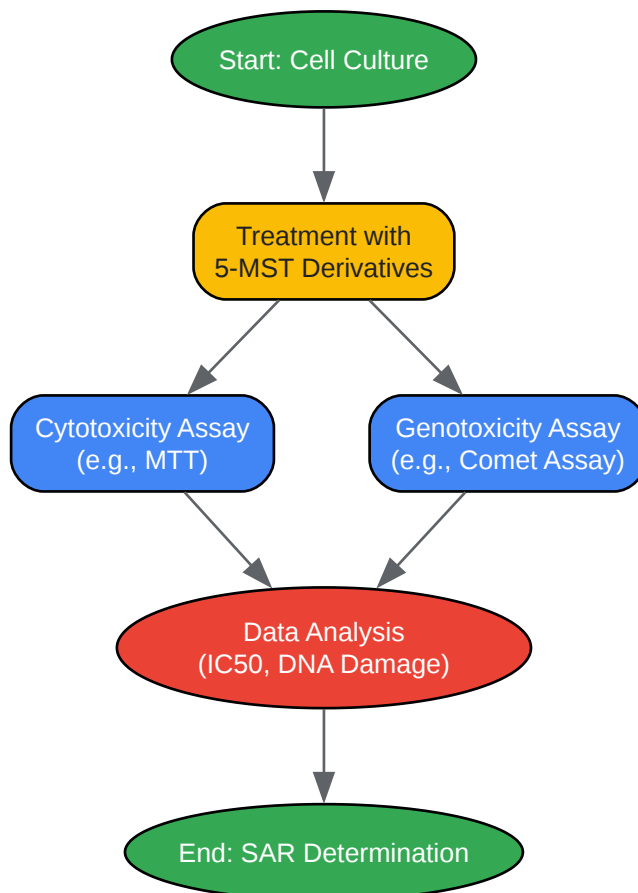 Start: Cell Culture
Treatment with
5-MST Derivatives
Cytotoxicity Assay
(e.g., MTT)
Genotoxicity Assay
(e.g., Comet Assay)
Data Analysis
(IC50, DNA Damage)
End: SAR Determination